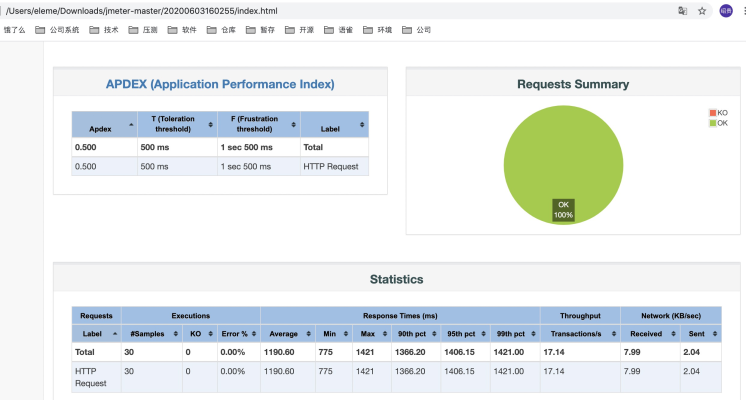 /Users/eleme/Downloads/jmeter-master/20200603160255/index.html
饿了么 公司系统 技术 压测 软件 仓库 暂存 开源 语雀 环境 公司
APDEX (Application Performance Index)
Apdex T (Toleration threshold) F (Frustration threshold) Label
0.500 500 ms 1 sec 500 ms Total
0.500 500 ms 1 sec 500 ms HTTP Request
Requests Summary
KO
OK
OK
100%
Statistics
Requests Executions Response Times (ms) Throughput Network (KB/sec)
Label #Samples KO Error % Average Min Max 90th pct 95th pct 99th pct Transactions/s Received Sent
Total 30 0 0.00% 1190.60 775 1421 1366.20 1406.15 1421.00 17.14 7.99 2.04
HTTP Request 30 0 0.00% 1190.60 775 1421 1366.20 1406.15 1421.00 17.14 7.99 2.04